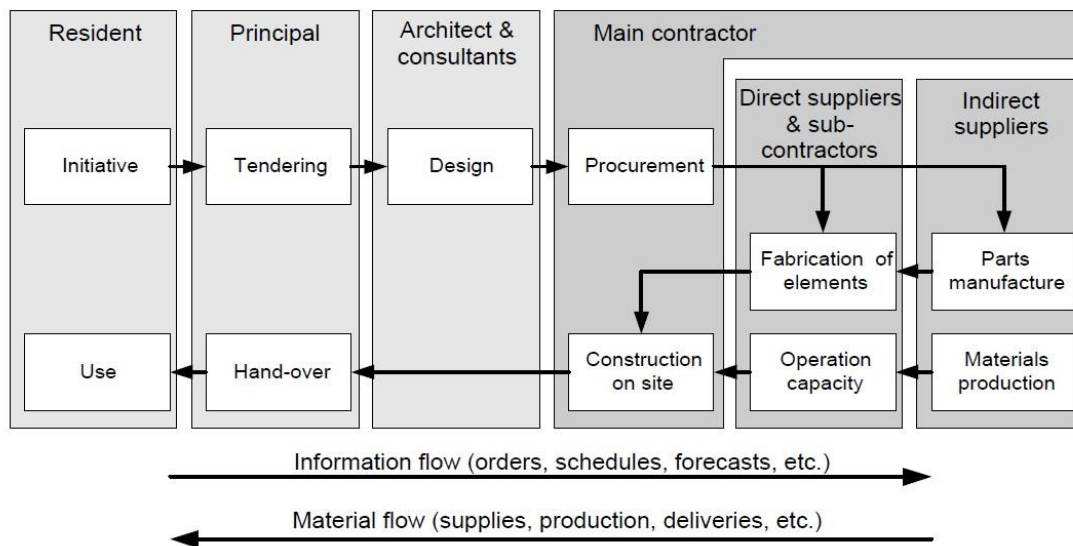 Resident
Principal
Architect &
consultants
Main contractor
Direct suppliers
& sub-
contractors
Indirect
suppliers
Initiative
Tendering
Design
Procurement
Fabrication of
elements
Parts
manufacture
Use
Hand-over
Construction
on site
Operation
capacity
Materials
production
Information flow (orders, schedules, forecasts, etc.)
Material flow (supplies, production, deliveries, etc.)